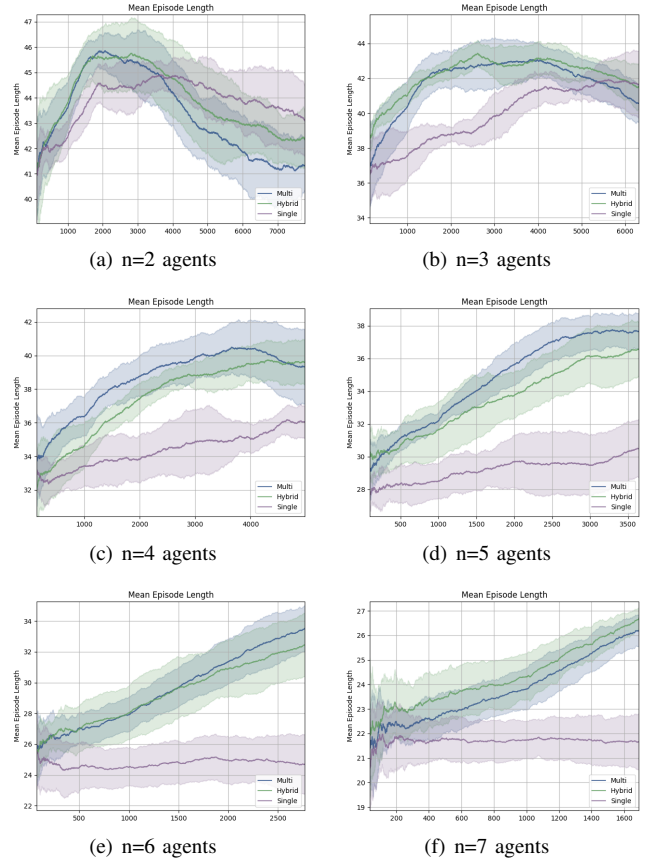 Mean Episode Length
Mean Episode Length
47
46
45
44
43
42
41
40
Multi
Hybrid
Single
1000 2000 3000 4000 5000 6000 7000
(a) n=2 agents
Mean Episode Length
Mean Episode Length
44
42
40
38
36
34
Multi
Hybrid
Single
1000 2000 3000 4000 5000 6000
(b) n=3 agents
Mean Episode Length
Mean Episode Length
42
40
38
36
34
32
Multi
Hybrid
Single
1000 2000 3000 4000
(c) n=4 agents
Mean Episode Length
Mean Episode Length
38
36
34
32
30
28
Multi
Hybrid
Single
500 1000 1500 2000 2500 3000 3500
(d) n=5 agents
Mean Episode Length
Mean Episode Length
34
32
30
28
26
24
22
Multi
Hybrid
Single
500 1000 1500 2000 2500
(e) n=6 agents
Mean Episode Length
Mean Episode Length
27
26
25
24
23
22
21
20
19
Multi
Hybrid
Single
200 400 600 800 1000 1200 1400 1600
(f) n=7 agents